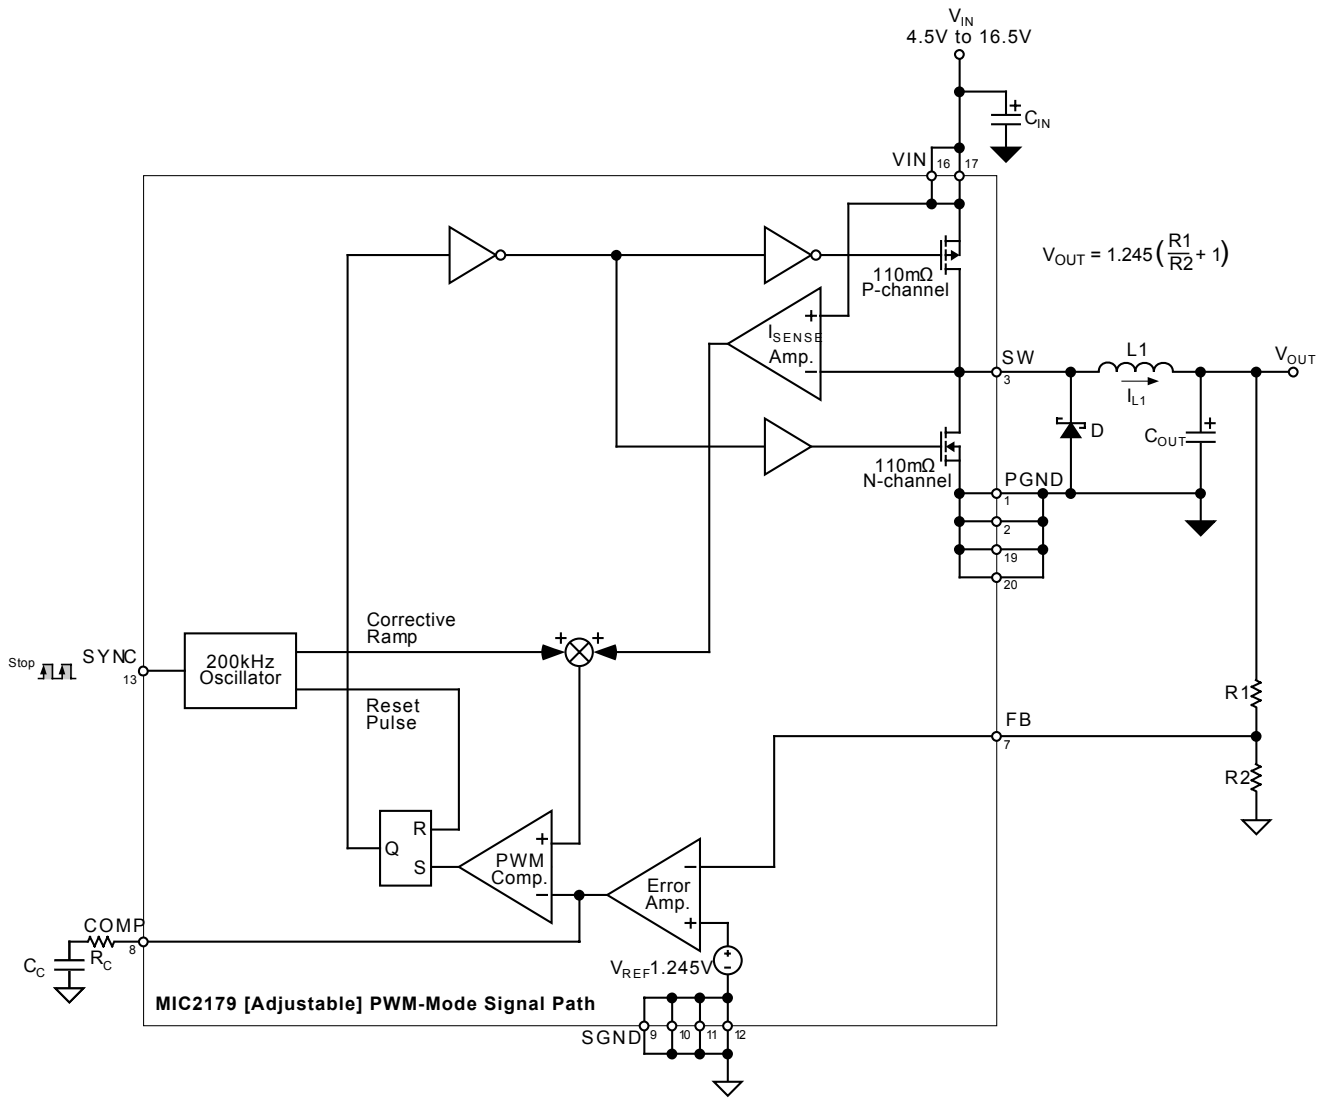 VIN
4.5V to 16.5V
+
CIN
VIN
16
17
110mΩ
P-channel
VOUT = 1.245 (R1/R2 + 1)
+
ISENSE
Amp.
−
SW
3
L1
IL1
VOUT
D
COUT
+
110mΩ
N-channel
PGND
1
2
19
20
Corrective
Ramp
+
+
Stop
SYNC
13
200kHz
Oscillator
Reset
Pulse
R1
FB
7
R2
R
Q
S
PWM
Comp.
+
−
Error
Amp.
−
+
COMP
8
RC
CC
VREF1.245V
+
−
MIC2179 [Adjustable] PWM-Mode Signal Path
SGND
9
10
11
12